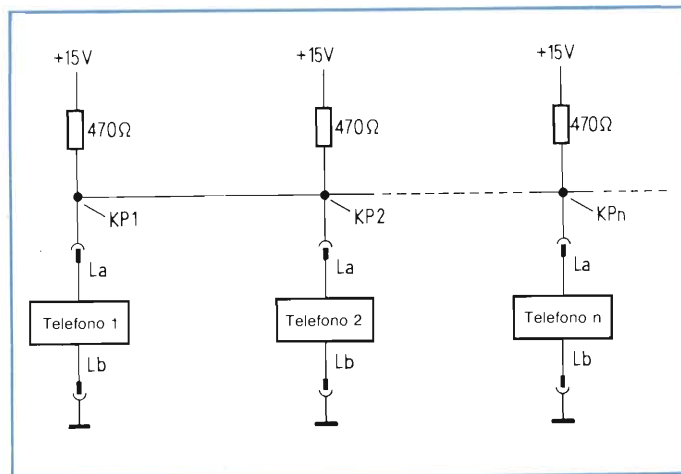 +15V +15V +15V
470Ω 470Ω 470Ω
KP1 KP2 KPn
La La La
Telefono 1 Telefono 2 Telefono n
Lb Lb Lb